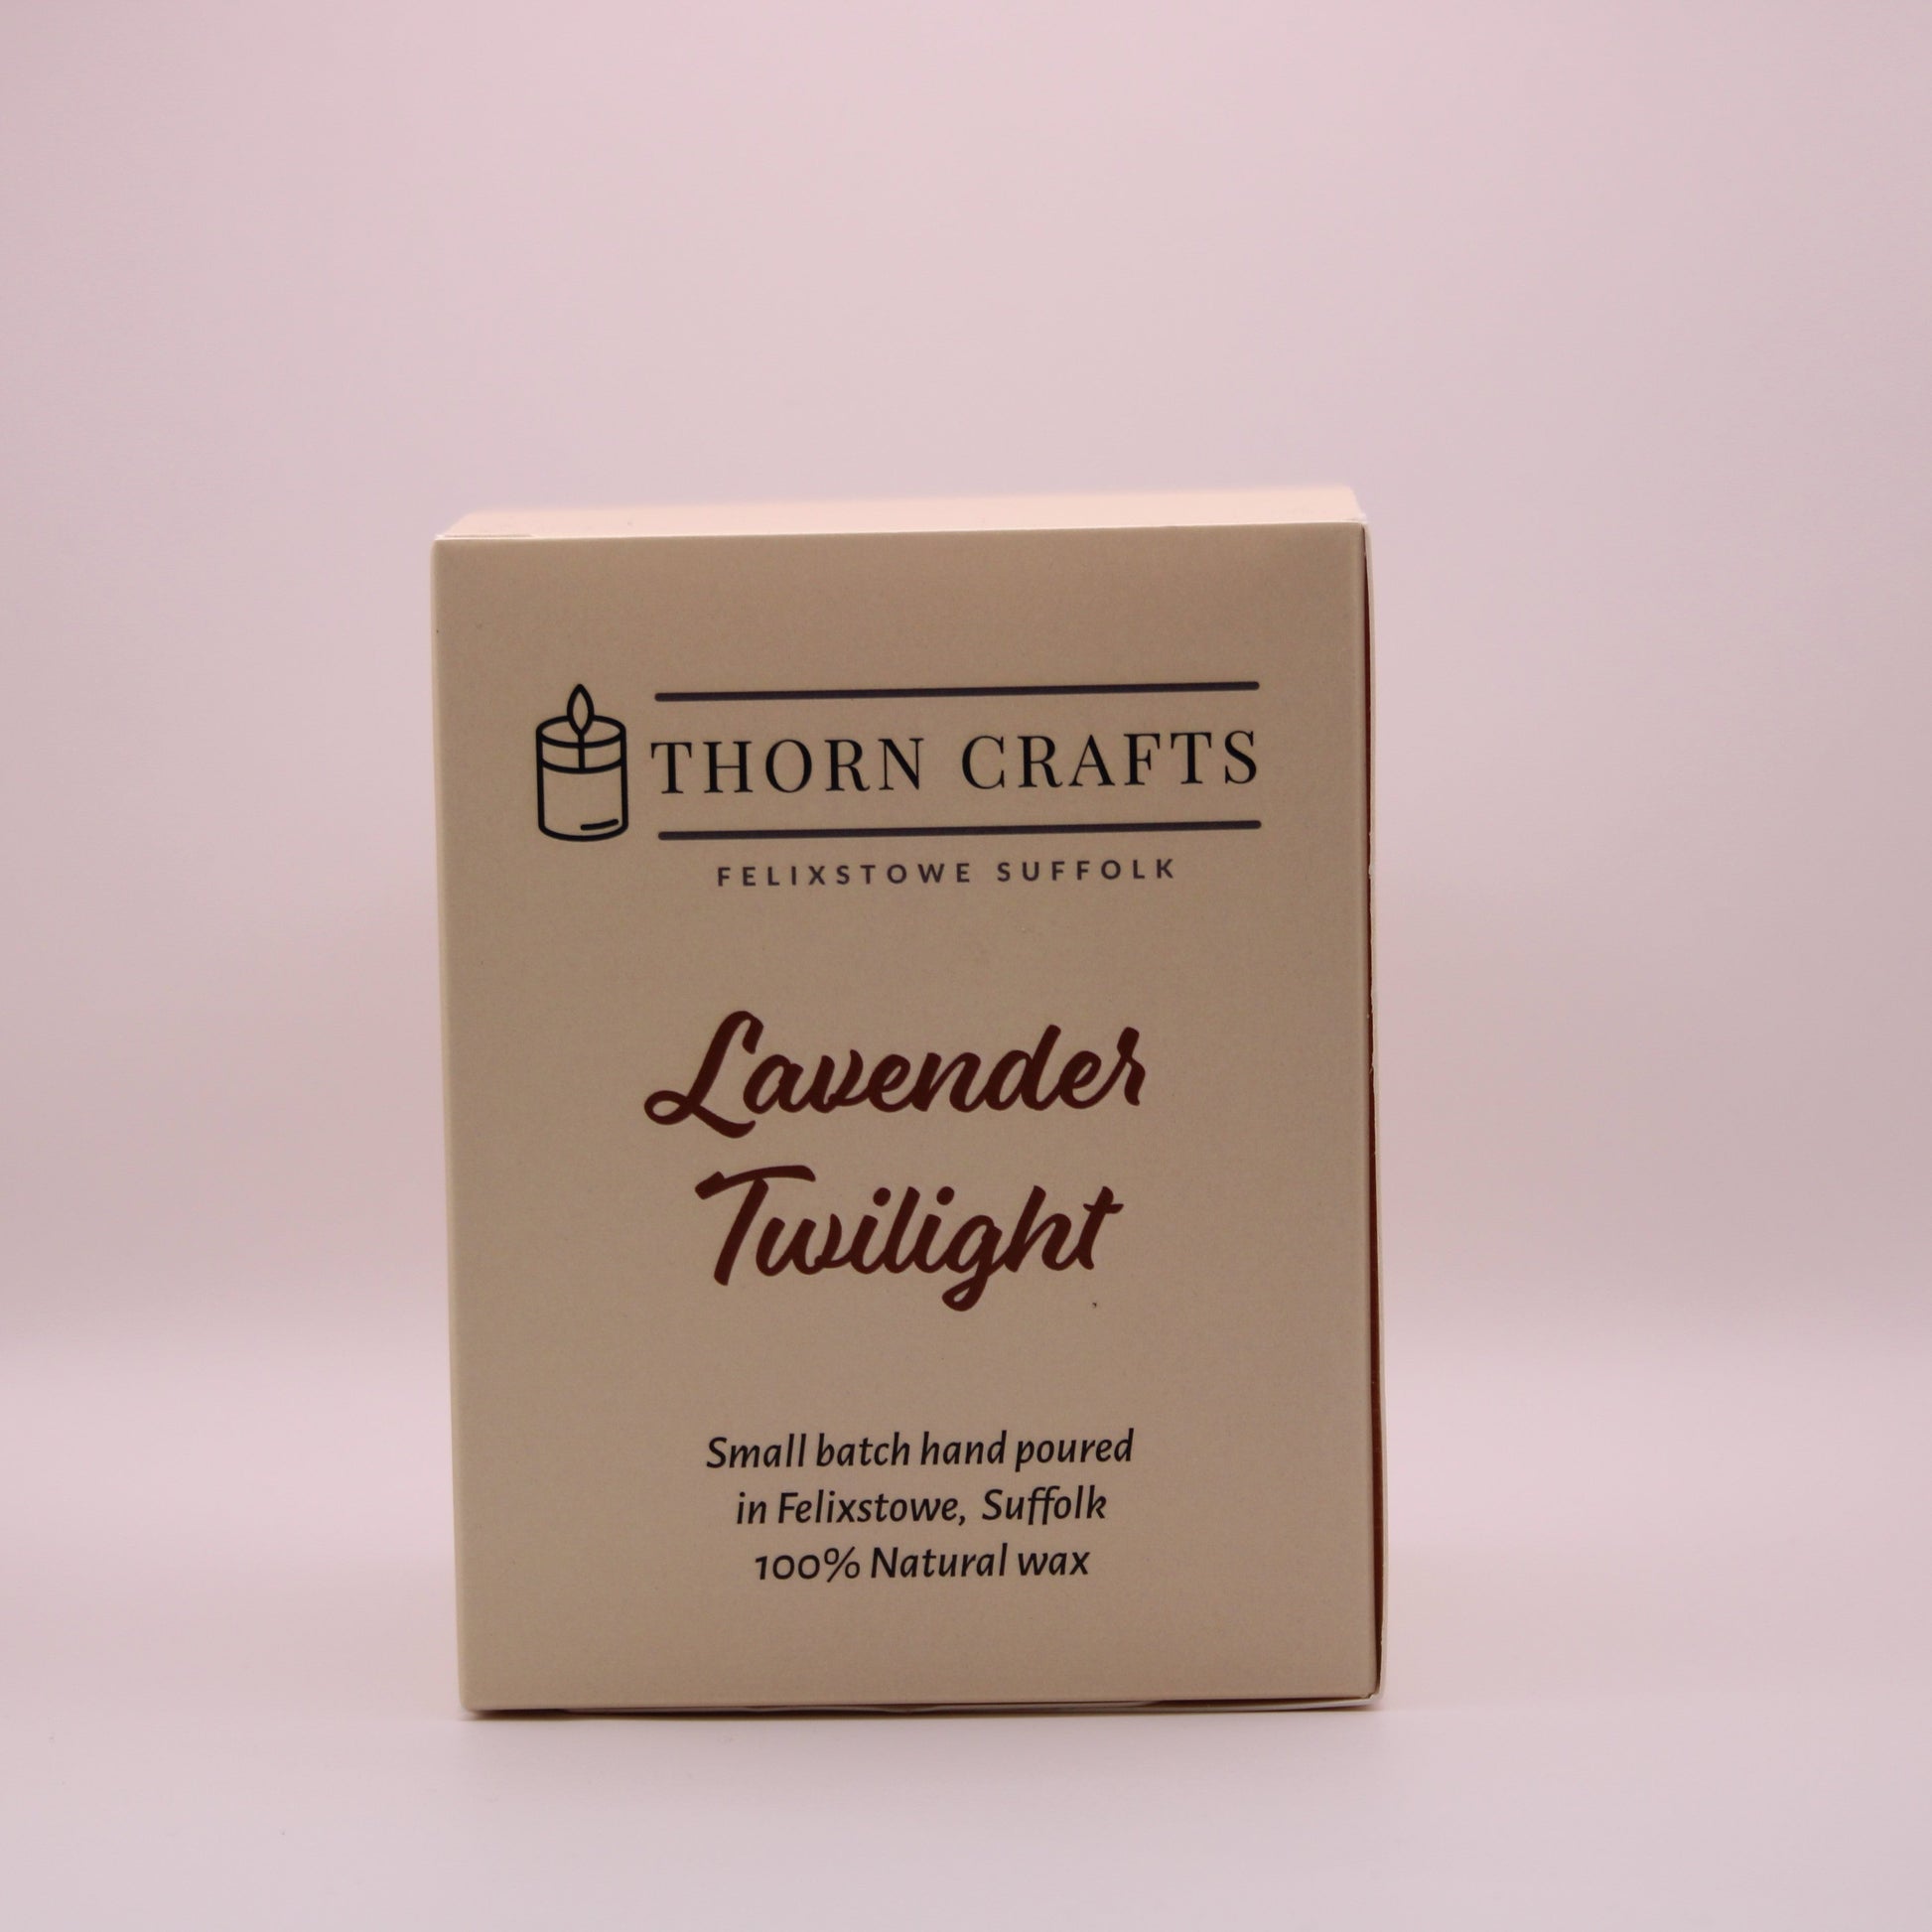 THORN CRAFTS
FELIXSTOWE SUFFOLK
Lavender
Twilight
Small batch hand poured
in Felixstowe, Suffolk
100% Natural wax